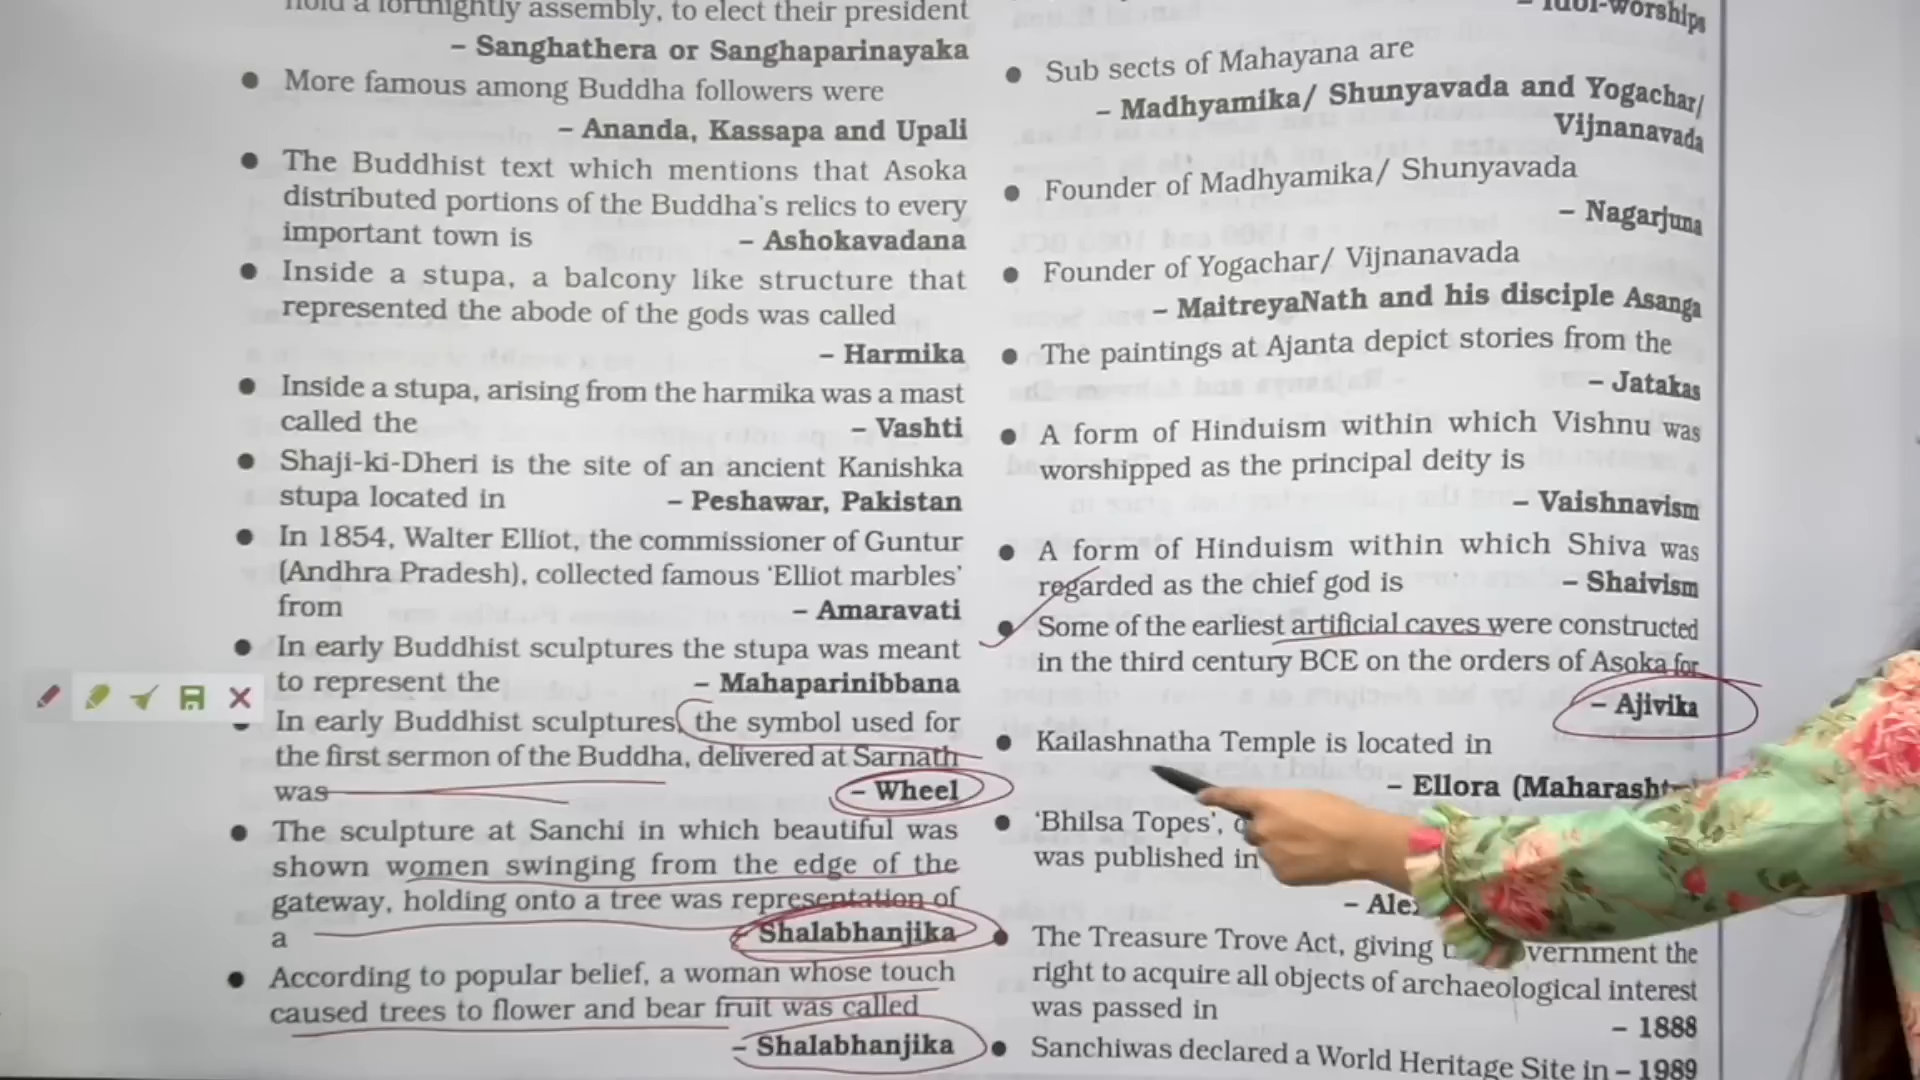 hold a fortnightly assembly, to elect their president
– Sanghathera or Sanghaparinayaka
● More famous among Buddha followers were
– Ananda, Kassapa and Upali
● The Buddhist text which mentions that Asoka
distributed portions of the Buddha's relics to every
important town is – Ashokavadana
● Inside a stupa, a balcony like structure that
represented the abode of the gods was called
– Harmika
● Inside a stupa, arising from the harmika was a mast
called the – Vashti
● Shaji-ki-Dheri is the site of an ancient Kanishka
stupa located in – Peshawar, Pakistan
● In 1854, Walter Elliot, the commissioner of Guntur
(Andhra Pradesh), collected famous 'Elliot marbles'
from – Amaravati
● In early Buddhist sculptures the stupa was meant
to represent the – Mahaparinibbana
● In early Buddhist sculptures, the symbol used for
the first sermon of the Buddha, delivered at Sarnath
was – Wheel
● The sculpture at Sanchi in which beautiful was
shown women swinging from the edge of the
gateway, holding onto a tree was representation of
a – Shalabhanjika
● According to popular belief, a woman whose touch
caused trees to flower and bear fruit was called
– Shalabhanjika
– Idol-worships
● Sub sects of Mahayana are
– Madhyamika/ Shunyavada and Yogachar/
Vijnanavada
● Founder of Madhyamika/ Shunyavada
– Nagarjuna
● Founder of Yogachar/ Vijnanavada
– MaitreyaNath and his disciple Asanga
● The paintings at Ajanta depict stories from the
– Jatakas
● A form of Hinduism within which Vishnu was
worshipped as the principal deity is
– Vaishnavism
● A form of Hinduism within which Shiva was
regarded as the chief god is – Shaivism
● Some of the earliest artificial caves were constructed
in the third century BCE on the orders of Asoka for
– Ajivika
● Kailashnatha Temple is located in
– Ellora (Maharasht
● 'Bhilsa Topes',
was published in
– Ale
● The Treasure Trove Act, giving vernment the
right to acquire all objects of archaeological interest
was passed in
– 1888
● Sanchiwas declared a World Heritage Site in – 1989